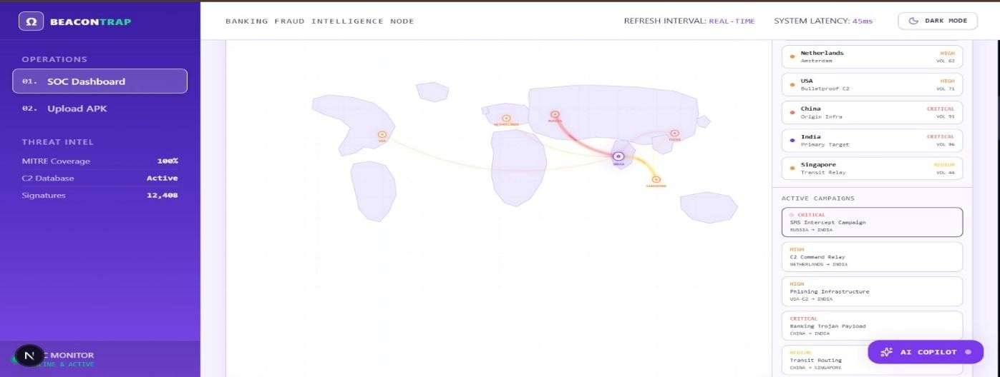 Ω BEACONTRAP
BANKING FRAUD INTELLIGENCE NODE
REFRESH INTERVAL: REAL-TIME
SYSTEM LATENCY: 45ms
DARK MODE
OPERATIONS
01. SOC Dashboard
02. Upload APK
THREAT INTEL
MITRE Coverage 100%
C2 Database Active
Signatures 12,408
N
C MONITOR
LINE & ACTIVE
USA
NETHERLANDS
RUSSIA
CHINA
INDIA
SINGAPORE
Netherlands HIGH
Amsterdam VOL 62
USA HIGH
Bulletproof C2 VOL 71
China CRITICAL
Origin Infra VOL 91
India CRITICAL
Primary Target VOL 96
Singapore MEDIUM
Transit Relay VOL 44
ACTIVE CAMPAIGNS
CRITICAL
SMS Intercept Campaign
RUSSIA → INDIA
HIGH
C2 Command Relay
NETHERLANDS → INDIA
HIGH
Phishing Infrastructure
USA-C2 → INDIA
CRITICAL
Banking Trojan Payload
CHINA → INDIA
MEDIUM
Transit Routing
CHINA → SINGAPORE
AI COPILOT